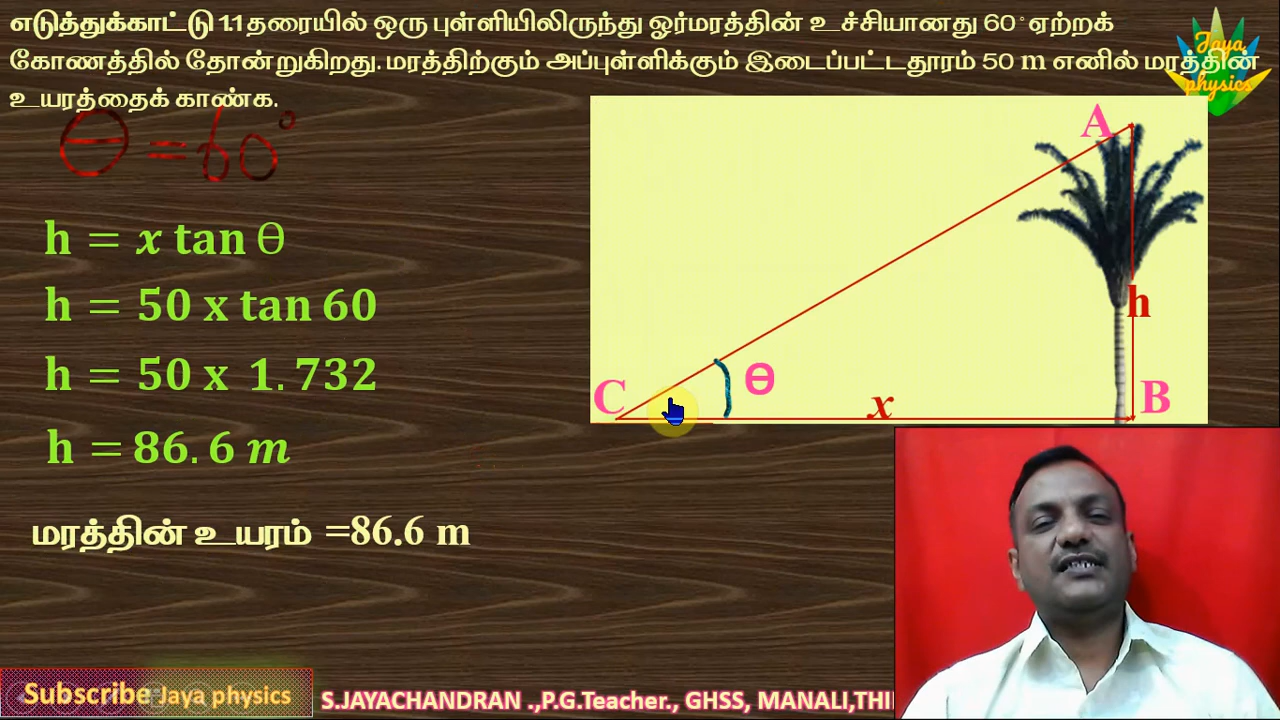 எடுத்துக்காட்டு 1.1 தரையில் ஒரு புள்ளியிலிருந்து ஓர்மரத்தின் உச்சியானது 60° ஏற்றக்
கோணத்தில் தோன்றுகிறது. மரத்திற்கும் அப்புள்ளிக்கும் இடைப்பட்டதூரம் 50 m எனில் மரத்தின்
உயரத்தைக் காண்க.
Jaya
physics
θ = 60°
h = x tan θ
h = 50 x tan 60
h = 50 x 1.732
h = 86.6 m
மரத்தின் உயரம் =86.6 m
A
h
C
θ
x
B
Subscribe Jaya physics
S.JAYACHANDRAN .,P.G.Teacher., GHSS, MANALI,